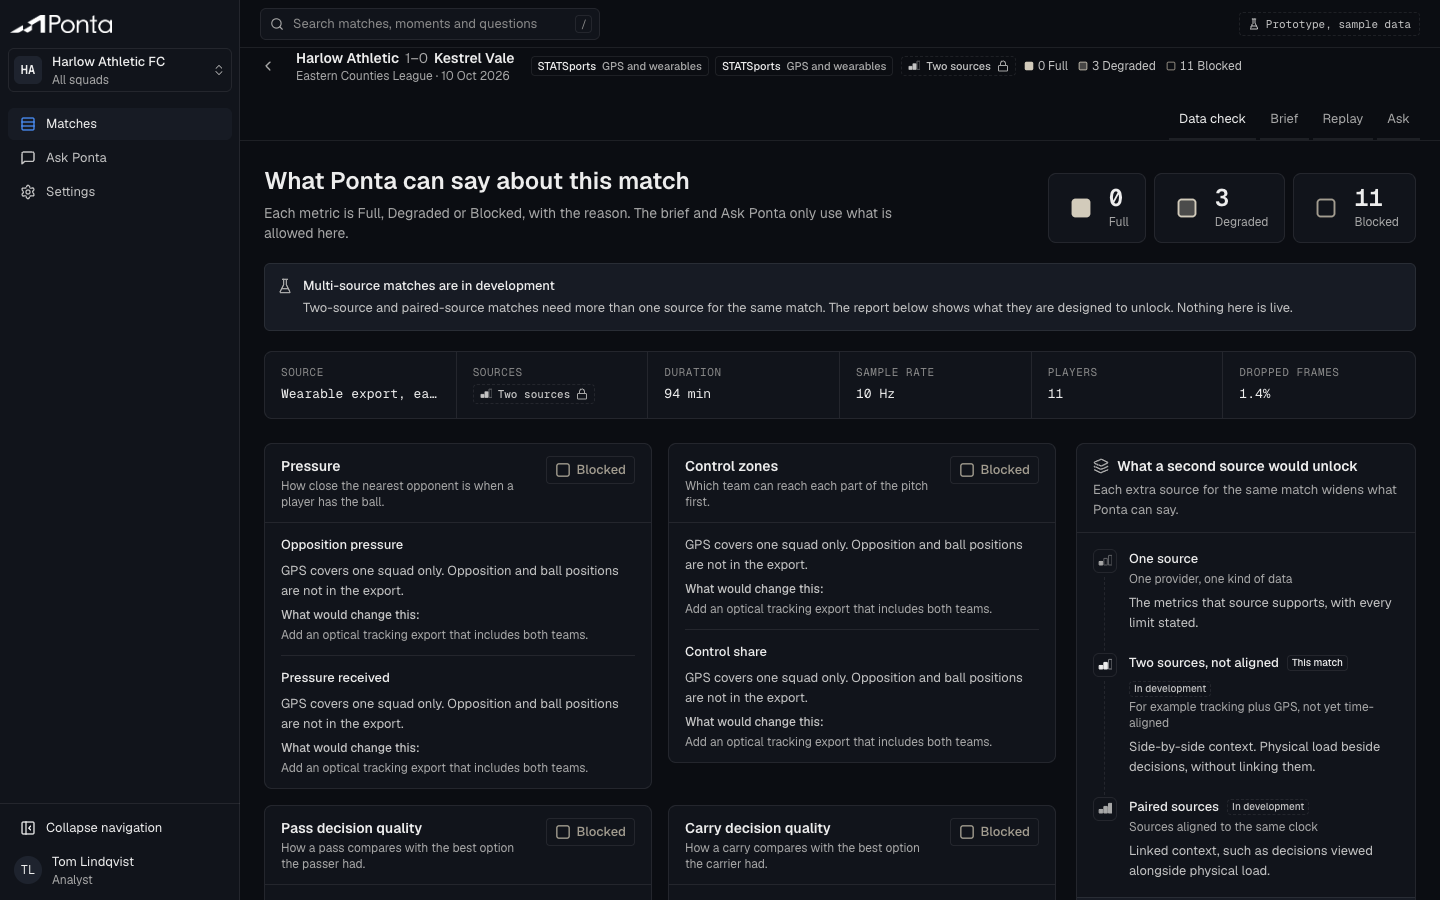 Ponta
Search matches, moments and questions
/
Prototype, sample data
HA
Harlow Athletic FC
All squads
Matches
Ask Ponta
Settings
Collapse navigation
TL
Tom Lindqvist
Analyst
Harlow Athletic 1–0 Kestrel Vale
Eastern Counties League · 10 Oct 2026
STATSports GPS and wearables
STATSports GPS and wearables
Two sources
0 Full
3 Degraded
11 Blocked
Data check
Brief
Replay
Ask
What Ponta can say about this match
Each metric is Full, Degraded or Blocked, with the reason. The brief and Ask Ponta only use what is
allowed here.
0
Full
3
Degraded
11
Blocked
Multi-source matches are in development
Two-source and paired-source matches need more than one source for the same match. The report below shows what they are designed to unlock. Nothing here is live.
SOURCE
Wearable export, ea…
SOURCES
Two sources
DURATION
94 min
SAMPLE RATE
10 Hz
PLAYERS
11
DROPPED FRAMES
1.4%
Pressure
Blocked
How close the nearest opponent is when a
player has the ball.
Opposition pressure
GPS covers one squad only. Opposition and ball positions
are not in the export.
What would change this:
Add an optical tracking export that includes both teams.
Pressure received
GPS covers one squad only. Opposition and ball positions
are not in the export.
What would change this:
Add an optical tracking export that includes both teams.
Control zones
Blocked
Which team can reach each part of the pitch
first.
GPS covers one squad only. Opposition and ball positions
are not in the export.
What would change this:
Add an optical tracking export that includes both teams.
Control share
GPS covers one squad only. Opposition and ball positions
are not in the export.
What would change this:
Add an optical tracking export that includes both teams.
Pass decision quality
Blocked
How a pass compares with the best option
the passer had.
Carry decision quality
Blocked
How a carry compares with the best option
the carrier had.
What a second source would unlock
Each extra source for the same match widens what
Ponta can say.
One source
One provider, one kind of data
The metrics that source supports, with every
limit stated.
Two sources, not aligned
This match
In development
For example tracking plus GPS, not yet time-
aligned
Side-by-side context. Physical load beside
decisions, without linking them.
Paired sources
In development
Sources aligned to the same clock
Linked context, such as decisions viewed
alongside physical load.